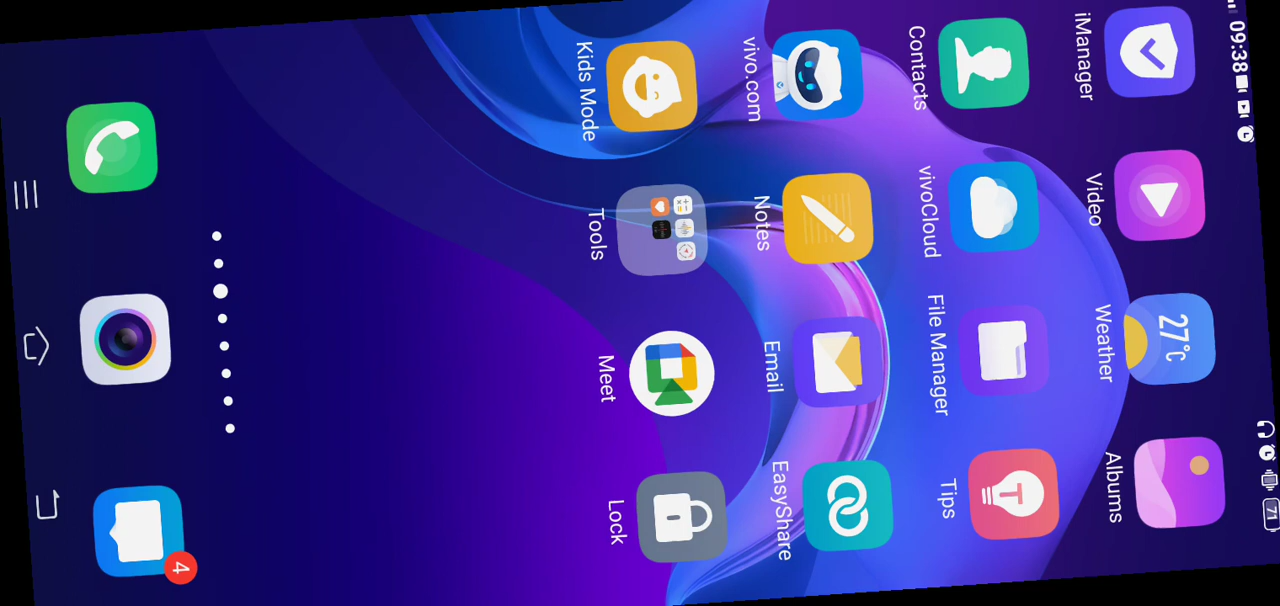 09:38
71
27°C
iManager Video Weather Albums
Contacts vivoCloud File Manager Tips
vivo.com Notes Email EasyShare
Kids Mode Tools Meet Lock
4